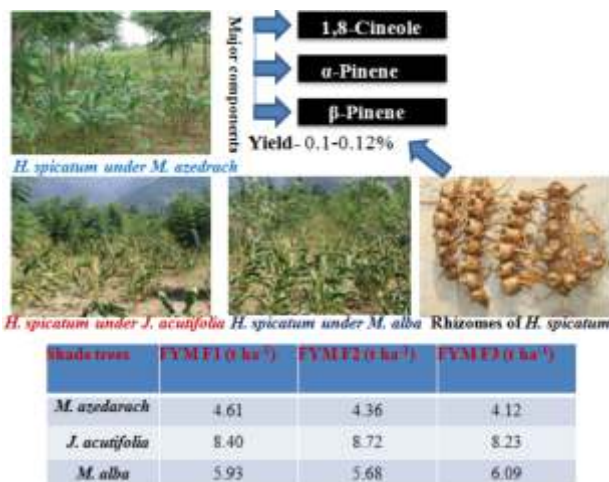 Major components
1,8-Cineole
α-Pinene
β-Pinene
Yield- 0.1-0.12%
H. spicatum under M. azedrach
H. spicatum under J. acutifolia H. spicatum under M. alba Rhizomes of H. spicatum
Shade trees FYM F1 (t ha⁻¹) FYM F2 (t ha⁻¹) FYM F3 (t ha⁻¹)
M. azedarach 4.61 4.36 4.12
J. acutifolia 8.40 8.72 8.23
M. alba 5.93 5.68 6.09